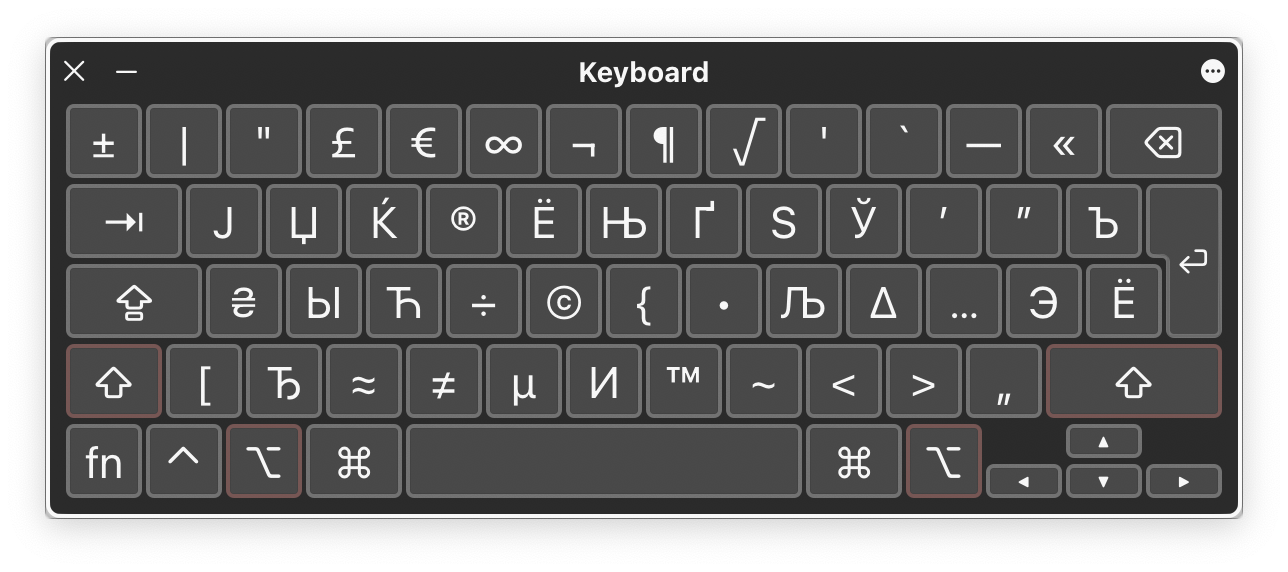 Keyboard
± | " £ € ∞ ¬ ¶ √ ' ` — «
Ј Џ Ḱ ® Ё Њ Ґ Ѕ Ў ′ ″ Ъ
₴ Ы Ћ ÷ © { • Љ ∆ … Э Ё
[ Ђ ≈ ≠ µ И ™ ~ < > „
fn ^ ⌥ ⌘ ⌘ ⌥